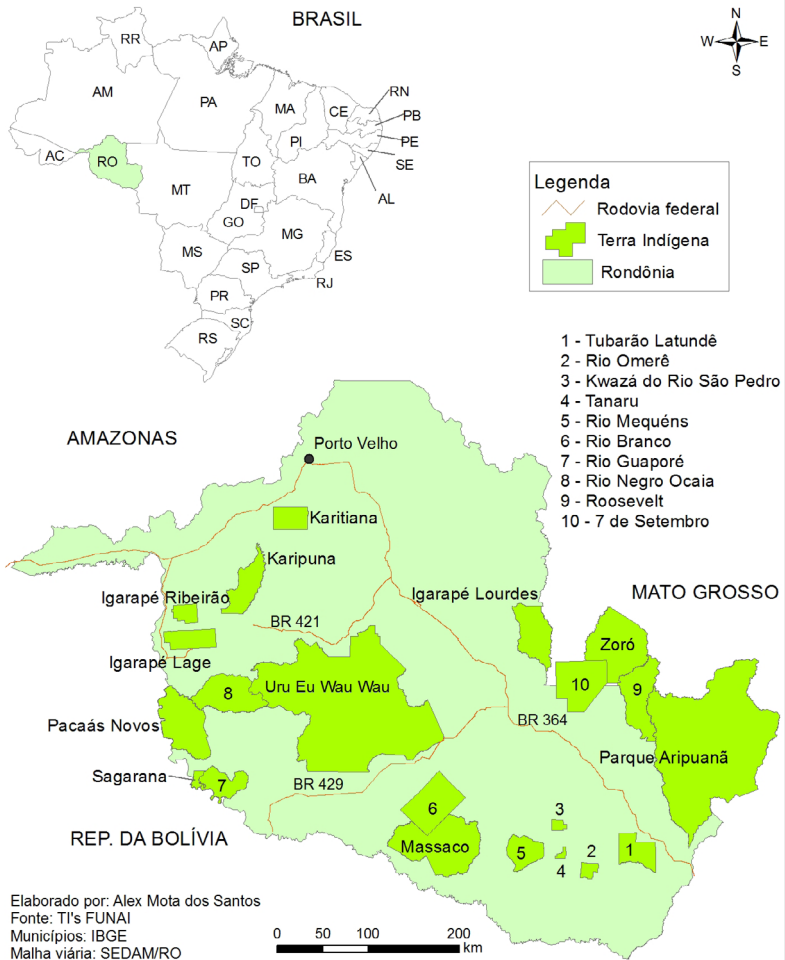 BRASIL
N
W E
S
RR
AP
AM
PA
MA
CE
RN
PB
PE
SE
AL
PI
AC
RO
TO
BA
MT
DF
GO
MG
ES
MS
SP
RJ
PR
SC
RS
Legenda
Rodovia federal
Terra Indígena
Rondônia
1 - Tubarão Latundê
2 - Rio Omerê
3 - Kwazá do Rio São Pedro
4 - Tanaru
5 - Rio Mequéns
6 - Rio Branco
7 - Rio Guaporé
8 - Rio Negro Ocaia
9 - Roosevelt
10 - 7 de Setembro
AMAZONAS
Porto Velho
Karitiana
Karipuna
Igarapé Ribeirão
Igarapé Lourdes
MATO GROSSO
BR 421
Igarapé Lage
Zoró
10
9
8
Uru Eu Wau Wau
Pacaás Novos
BR 364
Parque Aripuanã
Sagarana
7
BR 429
6
3
REP. DA BOLÍVIA
Massaco
5
4
2
1
Elaborado por: Alex Mota dos Santos
Fonte: TI's FUNAI
Municípios: IBGE
Malha viária: SEDAM/RO
0 50 100 200
km